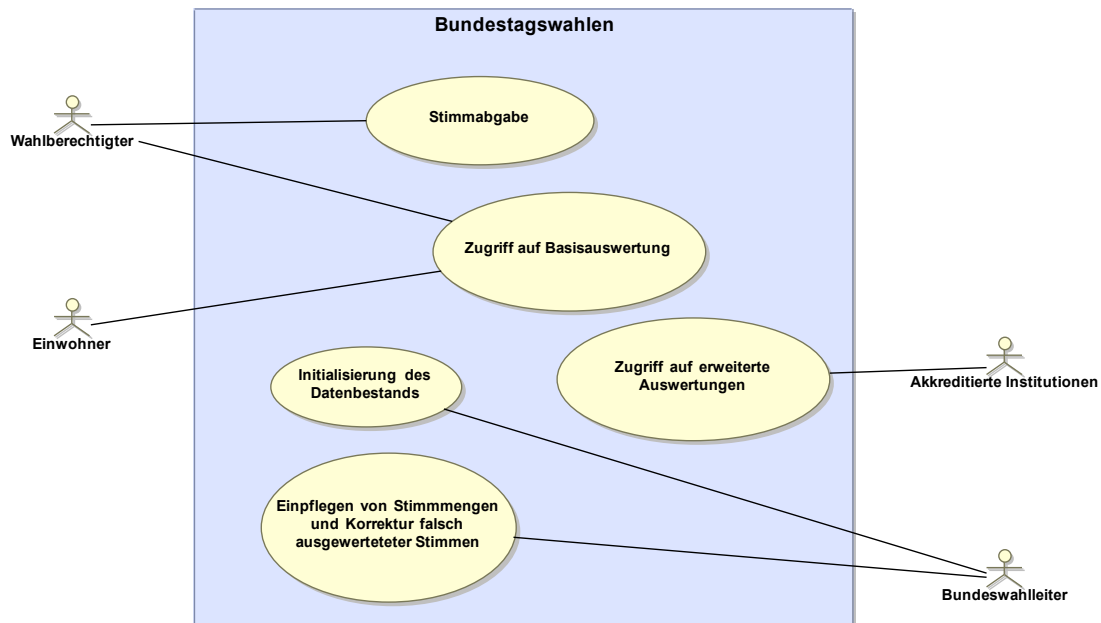 Bundestagswahlen
Stimmabgabe
Wahlberechtigter
Zugriff auf Basisauswertung
Einwohner
Zugriff auf erweiterte
Auswertungen
Initialisierung des
Datenbestands
Akkreditierte Institutionen
Einpflegen von Stimmmengen
und Korrektur falsch
ausgewerteteter Stimmen
Bundeswahlleiter